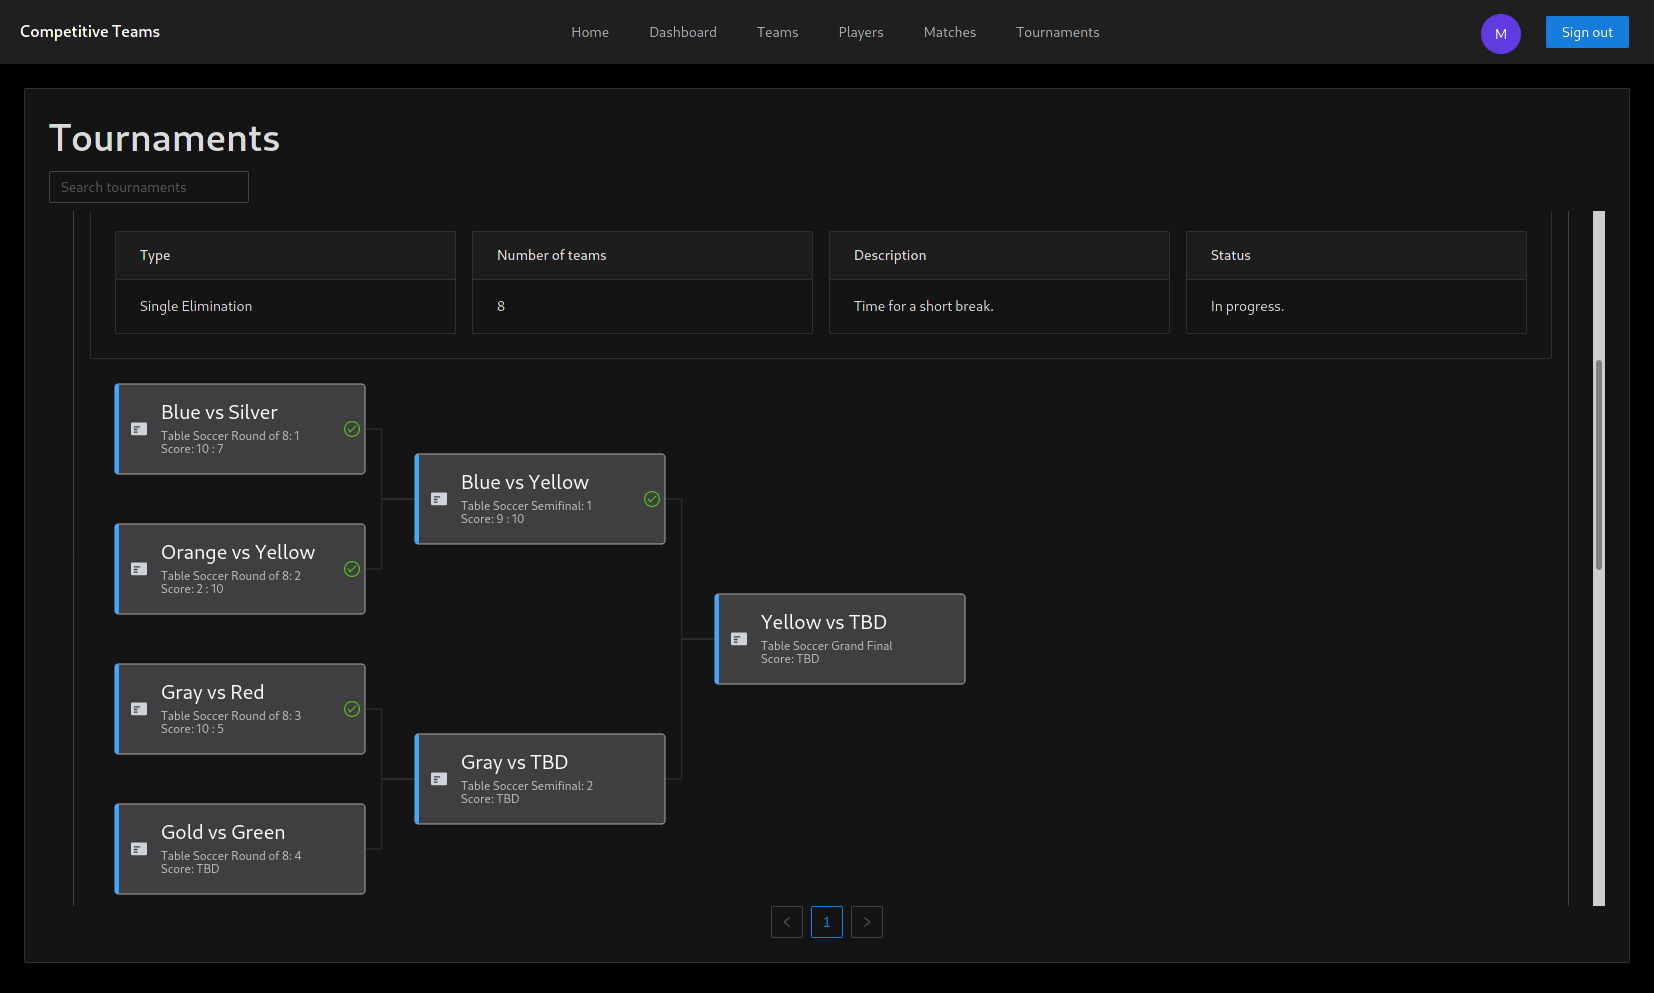 Competitive Teams
Home
Dashboard
Teams
Players
Matches
Tournaments
M
Sign out
Tournaments
Search tournaments
Type
Number of teams
Description
Status
Single Elimination
8
Time for a short break.
In progress.
Blue vs Silver
Table Soccer Round of 8: 1
Score: 10 : 7
Orange vs Yellow
Table Soccer Round of 8: 2
Score: 2 : 10
Gray vs Red
Table Soccer Round of 8: 3
Score: 10 : 5
Gold vs Green
Table Soccer Round of 8: 4
Score: TBD
Blue vs Yellow
Table Soccer Semifinal: 1
Score: 9 : 10
Gray vs TBD
Table Soccer Semifinal: 2
Score: TBD
Yellow vs TBD
Table Soccer Grand Final
Score: TBD
< 1 >